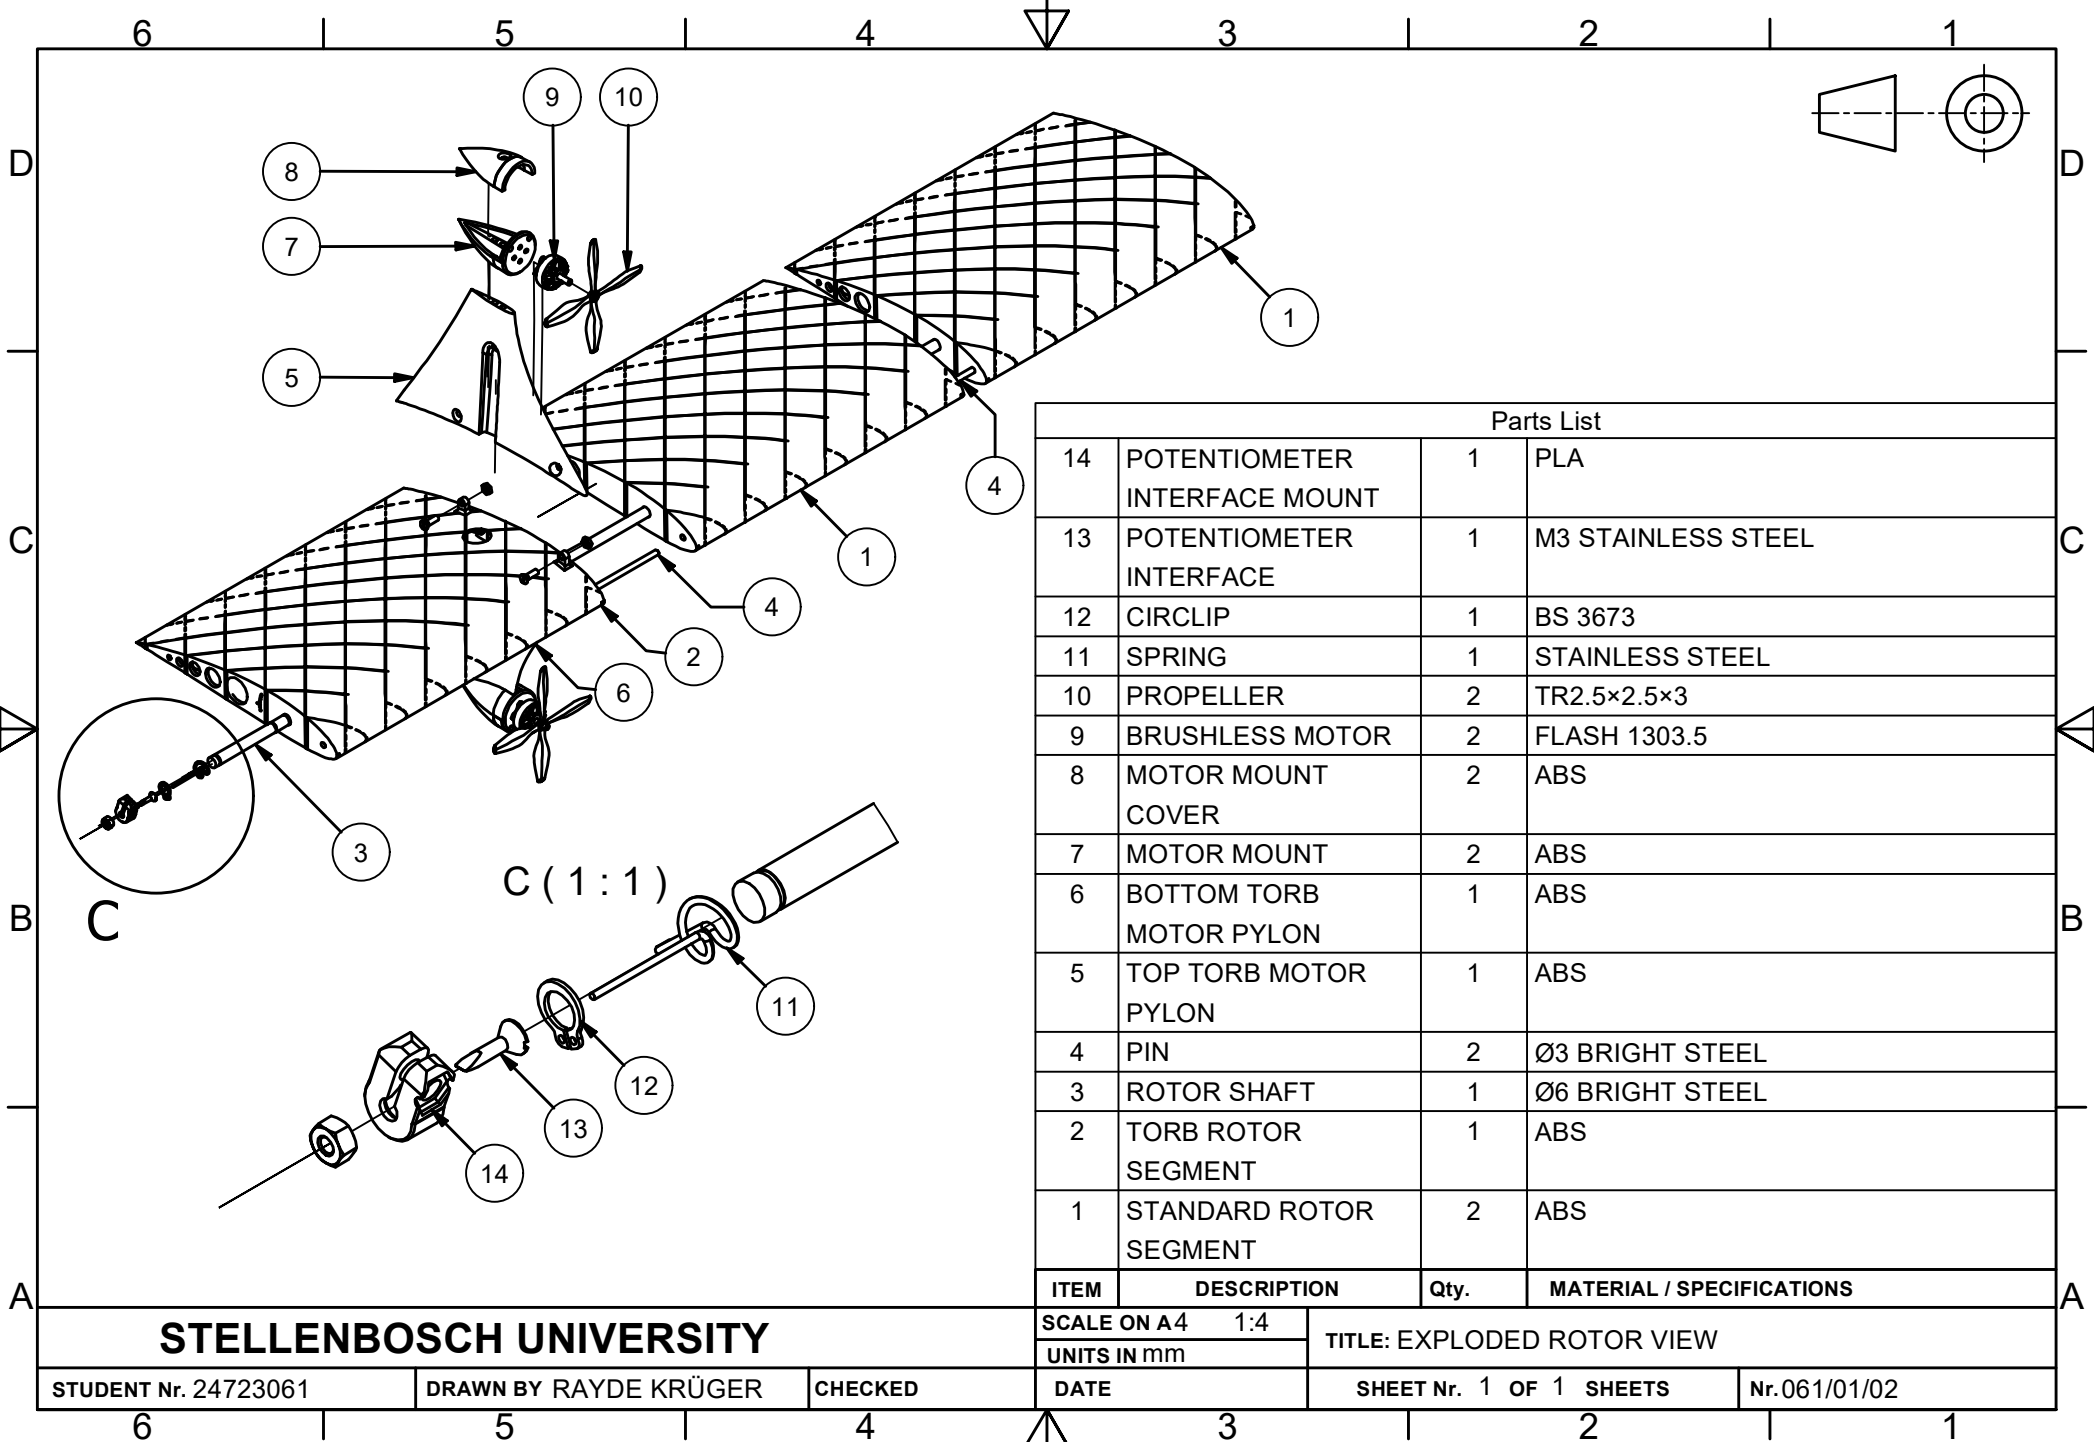 6 5 4 3 2 1
D D
9 10
8
7
1
5
4
C C
1
4
2
6
3
C
C ( 1 : 1 )
B B
11
12
13
14
A A
Parts List
14 POTENTIOMETER 1 PLA
INTERFACE MOUNT
13 POTENTIOMETER 1 M3 STAINLESS STEEL
INTERFACE
12 CIRCLIP 1 BS 3673
11 SPRING 1 STAINLESS STEEL
10 PROPELLER 2 TR2.5×2.5×3
9 BRUSHLESS MOTOR 2 FLASH 1303.5
8 MOTOR MOUNT 2 ABS
COVER
7 MOTOR MOUNT 2 ABS
6 BOTTOM TORB 1 ABS
MOTOR PYLON
5 TOP TORB MOTOR 1 ABS
PYLON
4 PIN 2 Ø3 BRIGHT STEEL
3 ROTOR SHAFT 1 Ø6 BRIGHT STEEL
2 TORB ROTOR 1 ABS
SEGMENT
1 STANDARD ROTOR 2 ABS
SEGMENT
ITEM DESCRIPTION Qty. MATERIAL / SPECIFICATIONS
STELLENBOSCH UNIVERSITY
SCALE ON A4 1:4
UNITS IN mm
TITLE: EXPLODED ROTOR VIEW
STUDENT Nr. 24723061 DRAWN BY RAYDE KRÜGER CHECKED DATE SHEET Nr. 1 OF 1 SHEETS Nr.061/01/02
6 5 4 3 2 1